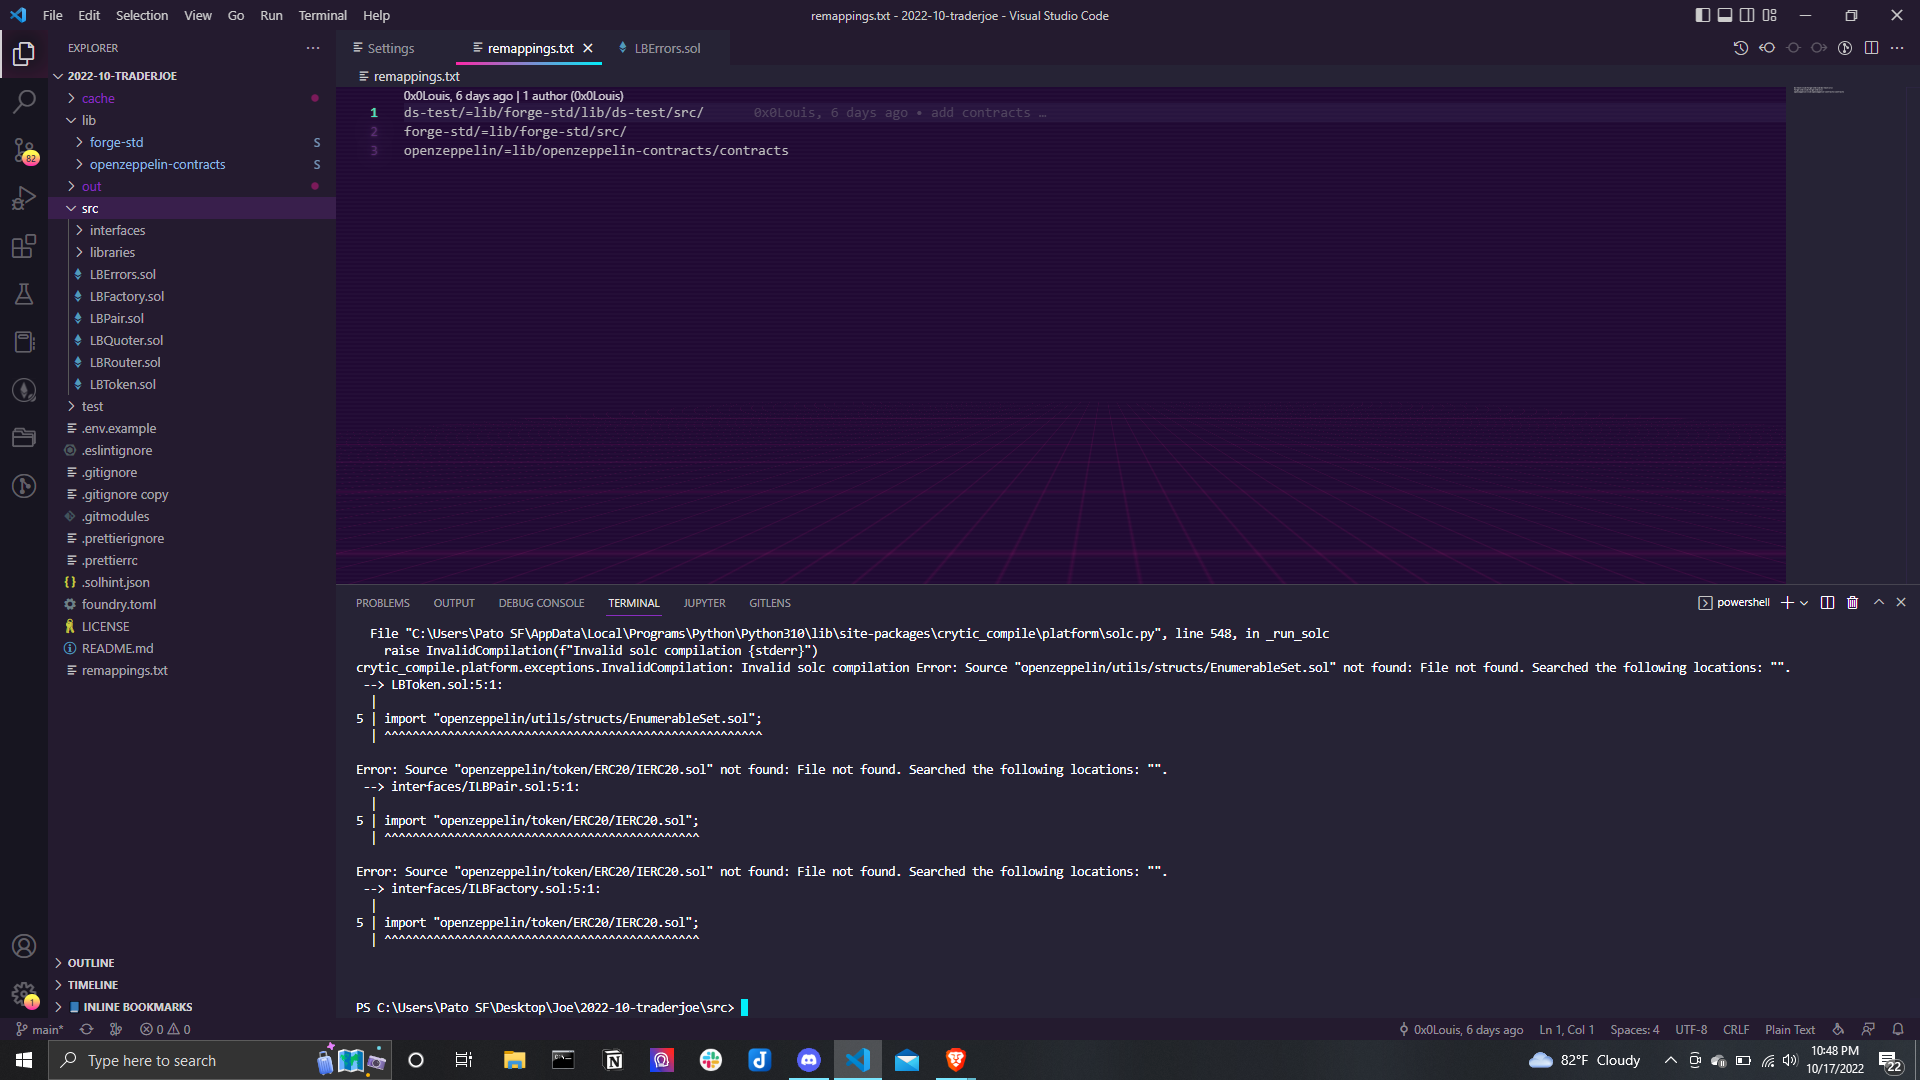 File Edit Selection View Go Run Terminal Help
remappings.txt - 2022-10-traderjoe - Visual Studio Code
EXPLORER
2022-10-TRADERJOE
cache
lib
forge-std S
openzeppelin-contracts S
out
src
interfaces
libraries
LBErrors.sol
LBFactory.sol
LBPair.sol
LBQuoter.sol
LBRouter.sol
LBToken.sol
test
.env.example
.eslintignore
.gitignore
.gitignore copy
.gitmodules
.prettierignore
.prettierrc
.solhint.json
foundry.toml
LICENSE
README.md
remappings.txt
OUTLINE
TIMELINE
INLINE BOOKMARKS
82
1
Settings remappings.txt LBErrors.sol
remappings.txt
0x0Louis, 6 days ago | 1 author (0x0Louis)
1 ds-test/=lib/forge-std/lib/ds-test/src/ 0x0Louis, 6 days ago • add contracts …
2 forge-std/=lib/forge-std/src/
3 openzeppelin/=lib/openzeppelin-contracts/contracts
PROBLEMS OUTPUT DEBUG CONSOLE TERMINAL JUPYTER GITLENS
powershell
File "C:\Users\Pato SF\AppData\Local\Programs\Python\Python310\lib\site-packages\crytic_compile\platform\solc.py", line 548, in _run_solc
raise InvalidCompilation(f"Invalid solc compilation {stderr}")
crytic_compile.platform.exceptions.InvalidCompilation: Invalid solc compilation Error: Source "openzeppelin/utils/structs/EnumerableSet.sol" not found: File not found. Searched the following locations: "".
--> LBToken.sol:5:1:
|
5 | import "openzeppelin/utils/structs/EnumerableSet.sol";
| ^^^^^^^^^^^^^^^^^^^^^^^^^^^^^^^^^^^^^^^^^^^^^^^^^^^^^^
Error: Source "openzeppelin/token/ERC20/IERC20.sol" not found: File not found. Searched the following locations: "".
--> interfaces/ILBPair.sol:5:1:
|
5 | import "openzeppelin/token/ERC20/IERC20.sol";
| ^^^^^^^^^^^^^^^^^^^^^^^^^^^^^^^^^^^^^^^^^^^^^
Error: Source "openzeppelin/token/ERC20/IERC20.sol" not found: File not found. Searched the following locations: "".
--> interfaces/ILBFactory.sol:5:1:
|
5 | import "openzeppelin/token/ERC20/IERC20.sol";
| ^^^^^^^^^^^^^^^^^^^^^^^^^^^^^^^^^^^^^^^^^^^^^
PS C:\Users\Pato SF\Desktop\Joe\2022-10-traderjoe\src>
main* 0 0
0x0Louis, 6 days ago Ln 1, Col 1 Spaces: 4 UTF-8 CRLF Plain Text
Type here to search
82°F Cloudy
10:48 PM
10/17/2022
22